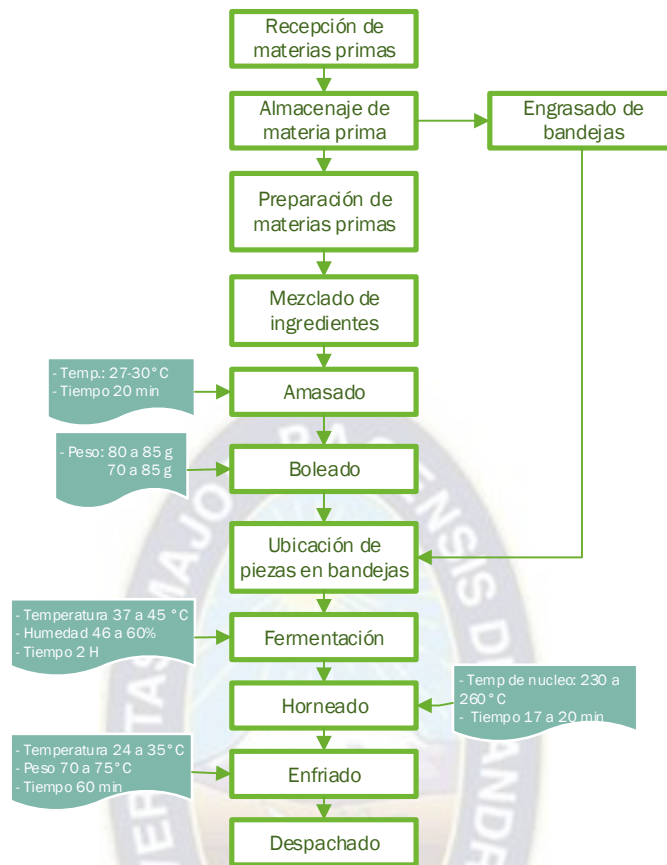 Recepción de
materias primas
Almacenaje de
materia prima
Engrasado de
bandejas
Preparación de
materias primas
Mezclado de
ingredientes
- Temp.: 27-30°C
- Tiempo 20 min
Amasado
- Peso: 80 a 85 g
70 a 85 g
Boleado
Ubicación de
piezas en bandejas
- Temperatura 37 a 45 °C
- Humedad 46 a 60%
- Tiempo 2 H
Fermentación
- Temp de nucleo: 230 a
260°C
- Tiempo 17 a 20 min
Horneado
- Temperatura 24 a 35°C
- Peso 70 a 75°C
- Tiempo 60 min
Enfriado
Despachado